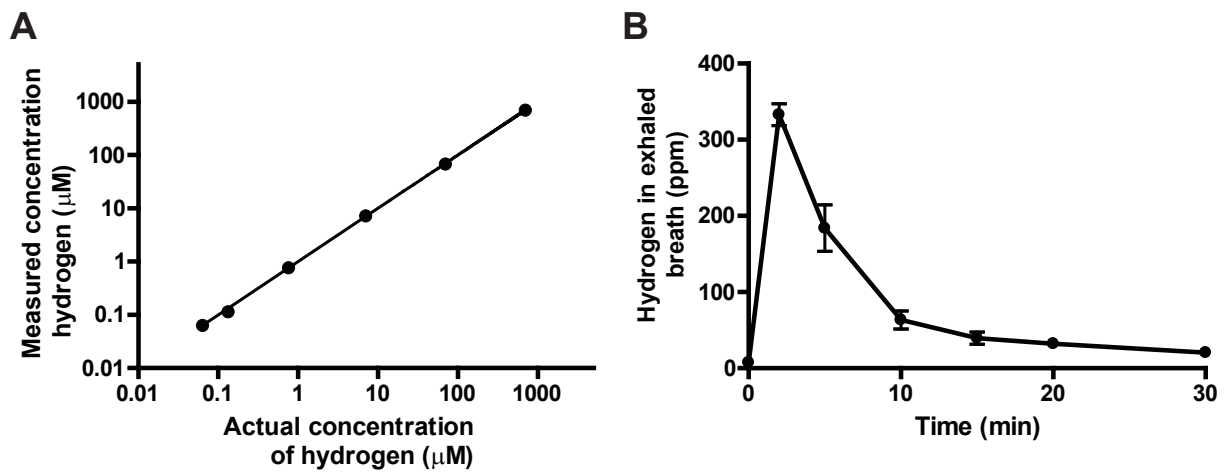 A
Measured concentration
hydrogen (μM)
1000
100
10
1
0.1
0.01
0.01 0.1 1 10 100 1000
Actual concentration
of hydrogen (μM)
B
Hydrogen in exhaled
breath (ppm)
400
300
200
100
0
0 10 20 30
Time (min)